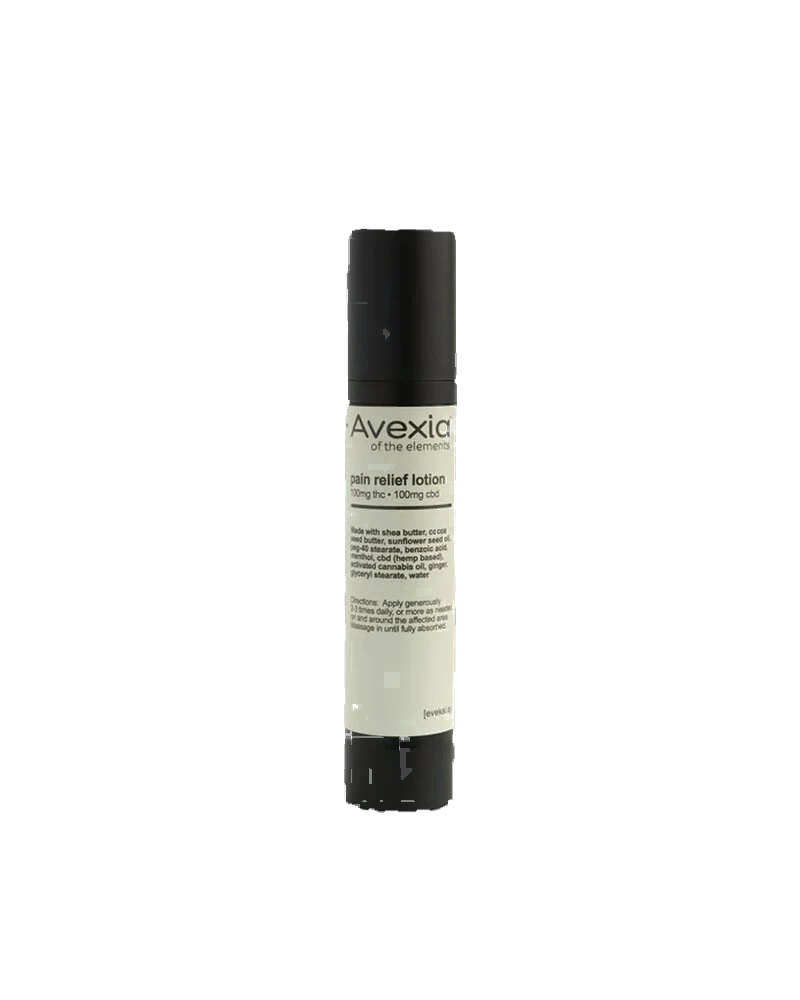 Avexia
of the elements
pain relief lotion
100mg thc • 100mg cbd
Made with shea butter, cocoa
seed butter, sunflower seed oil,
peg-40 stearate, benzoic acid,
menthol, cbd (hemp based),
activated cannabis oil, ginger,
glyceryl stearate, water
Directions: Apply generously
2-3 times daily, or more as needed
on and around the affected area
Massage in until fully absorbed.